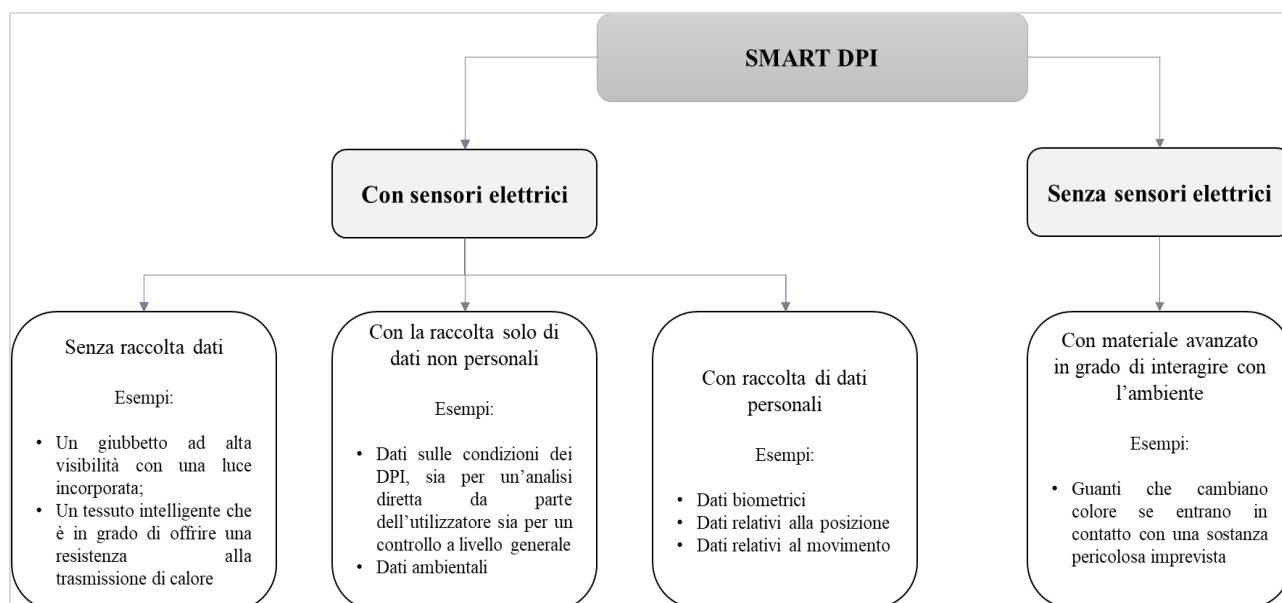 SMART DPI
Con sensori elettrici
Senza sensori elettrici
Senza raccolta dati
Esempi:
• Un giubbetto ad alta
visibilità con una luce
incorporata;
• Un tessuto intelligente che
è in grado di offrire una
resistenza alla
trasmissione di calore
Con la raccolta solo di
dati non personali
Esempi:
• Dati sulle condizioni dei
DPI, sia per un’analisi
diretta da parte
dell’utilizzatore sia per un
controllo a livello generale
• Dati ambientali
Con raccolta di dati
personali
Esempi:
• Dati biometrici
• Dati relativi alla posizione
• Dati relativi al movimento
Con materiale avanzato
in grado di interagire con
l’ambiente
Esempi:
• Guanti che cambiano
colore se entrano in
contatto con una sostanza
pericolosa imprevista